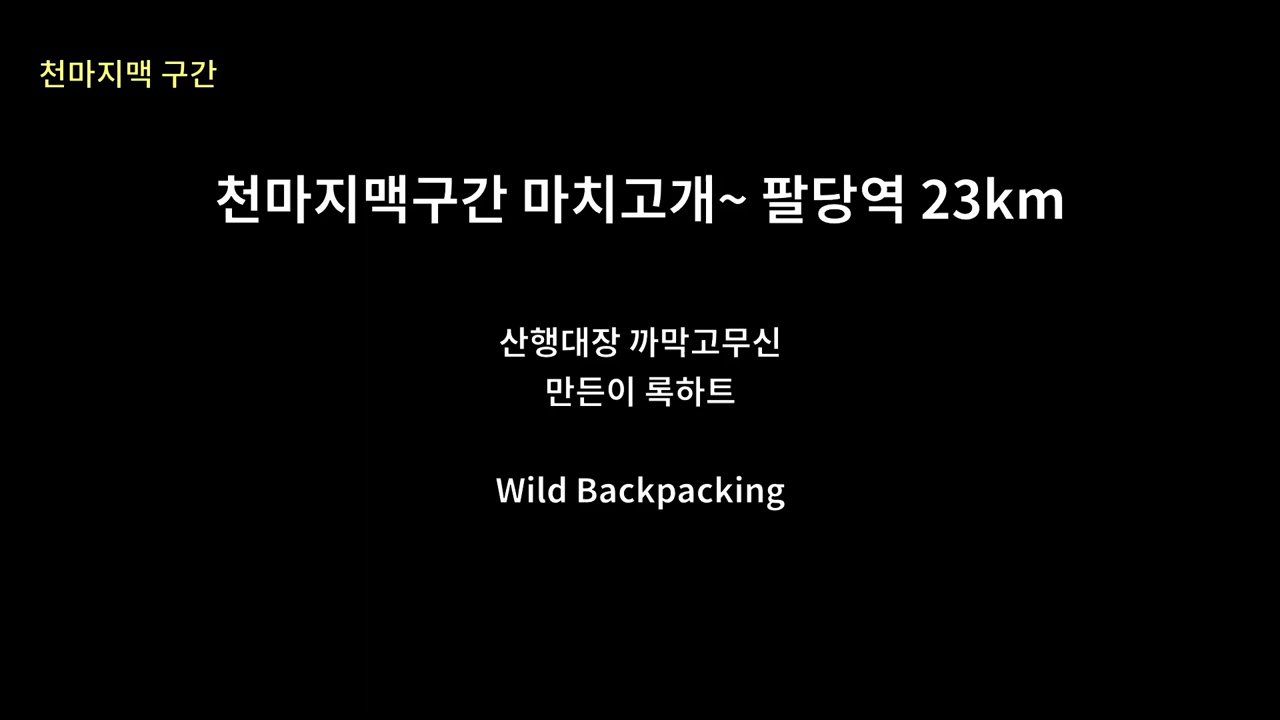 천마지맥 구간
천마지맥구간 마치고개~ 팔당역 23km
산행대장 까막고무신
만든이 록하트
Wild Backpacking